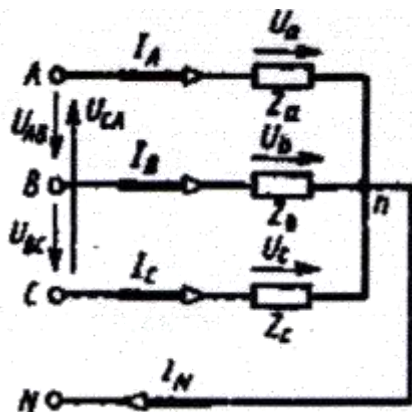 I_A U_a
A Z_a
U_AB U_CA
I_B U_b
B Z_b n
U_BC
I_C U_c
C Z_c
I_N
N